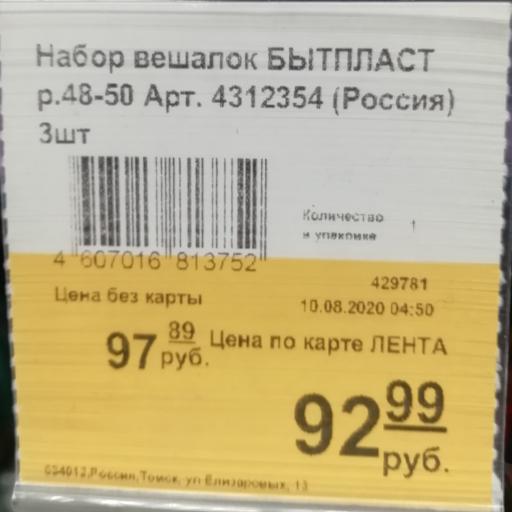 Набор вешалок БЫТПЛАСТ
р.48-50 Арт. 4312354 (Россия)
3шт
Количество 1
в упаковке
4 607016 813752
429781
Цена без карты
10.08.2020 04:50
97 89 руб.
Цена по карте ЛЕНТА
92 99 руб.
634012,Россия,Томск, ул Елизаровых, 13